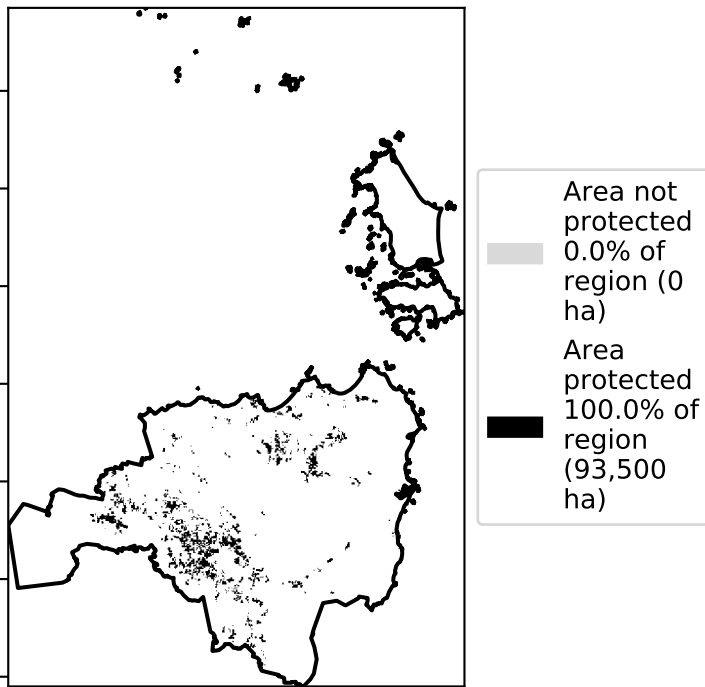 Area not
protected
0.0% of
region (0
ha)
Area
protected
100.0% of
region
(93,500
ha)